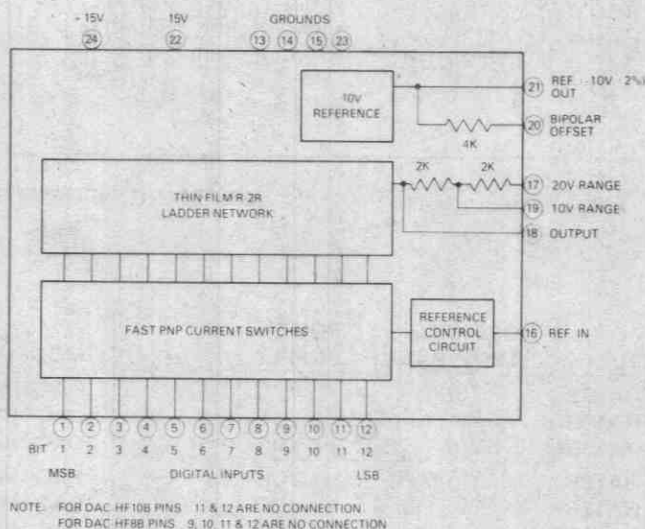 - 15V 15V GROUNDS
24 22 13 14 15 23
10V
REFERENCE
21 REF -10V 2%)
OUT
20 BIPOLAR
OFFSET
4K
2K 2K
17 20V RANGE
19 10V RANGE
18 OUTPUT
THIN FILM R 2R
LADDER NETWORK
FAST PNP CURRENT SWITCHES
REFERENCE
CONTROL
CIRCUIT
16 REF IN
1 2 3 4 5 6 7 8 9 10 11 12
BIT 1 2 3 4 5 6 7 8 9 10 11 12
MSB DIGITAL INPUTS LSB
NOTE: FOR DAC HF10B PINS 11 & 12 ARE NO CONNECTION
FOR DAC HF8B PINS 9, 10, 11 & 12 ARE NO CONNECTION